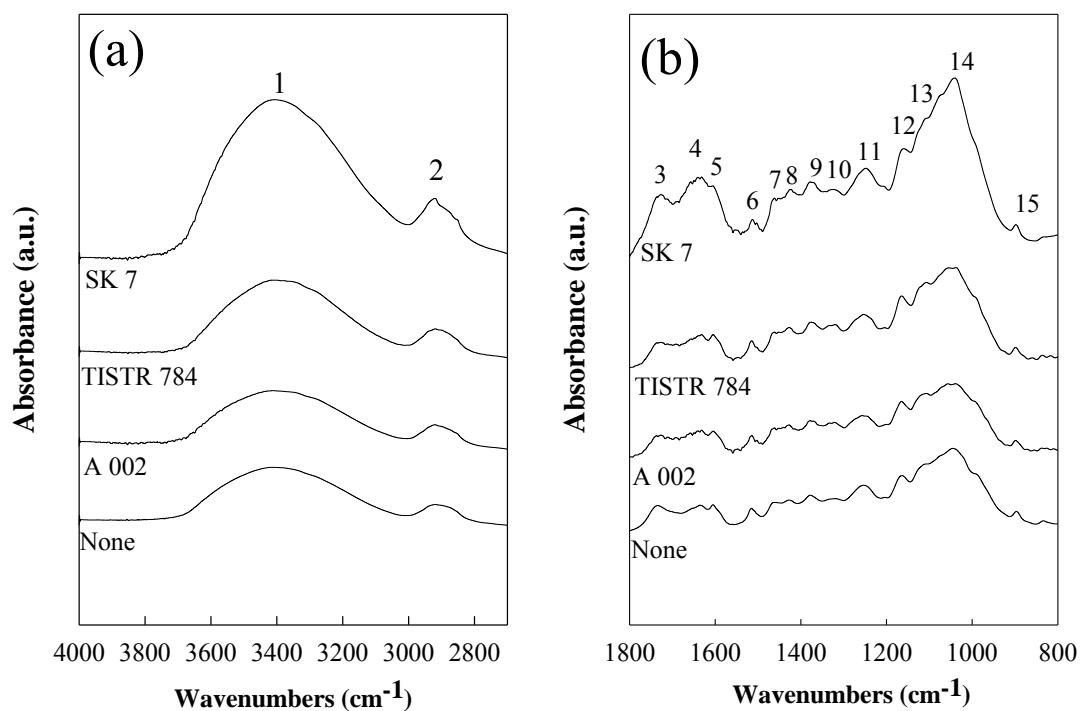 (a)
1
2
SK 7
TISTR 784
A 002
None
4000 3800 3600 3400 3200 3000 2800
Wavenumbers (cm-1)
Absorbance (a.u.)
(b)
3 4 5 6 7 8 9 10 11 12 13 14 15
SK 7
TISTR 784
A 002
None
1800 1600 1400 1200 1000 800
Wavenumbers (cm-1)
Absorbance (a.u.)